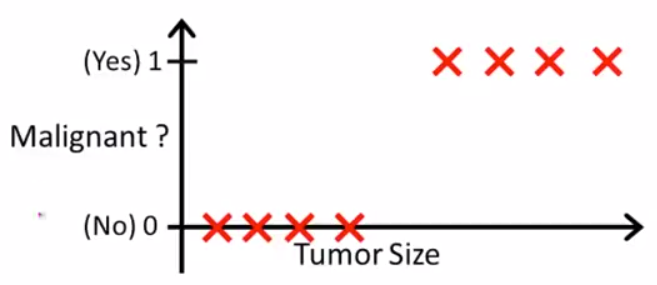 (Yes) 1
Malignant ?
(No) 0
Tumor Size